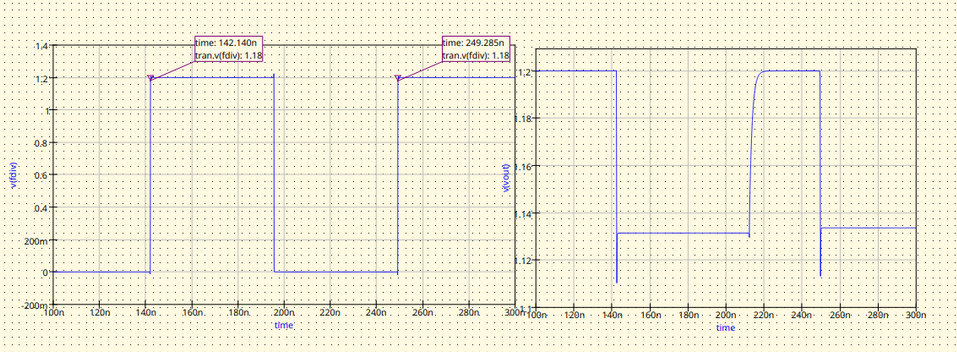 time: 142.140n
tran.v(fdiv): 1.18
time: 249.285n
tran.v(fdiv): 1.18
1.4
1.2
1
0.8
0.6
0.4
200m
0
-200m
v(fdiv)
100n
120n
140n
160n
180n
200n
220n
240n
260n
280n
300n
time
1.2
1.18
1.16
1.14
1.12
v(vout)
100n
120n
140n
160n
180n
200n
220n
240n
260n
280n
300n
time